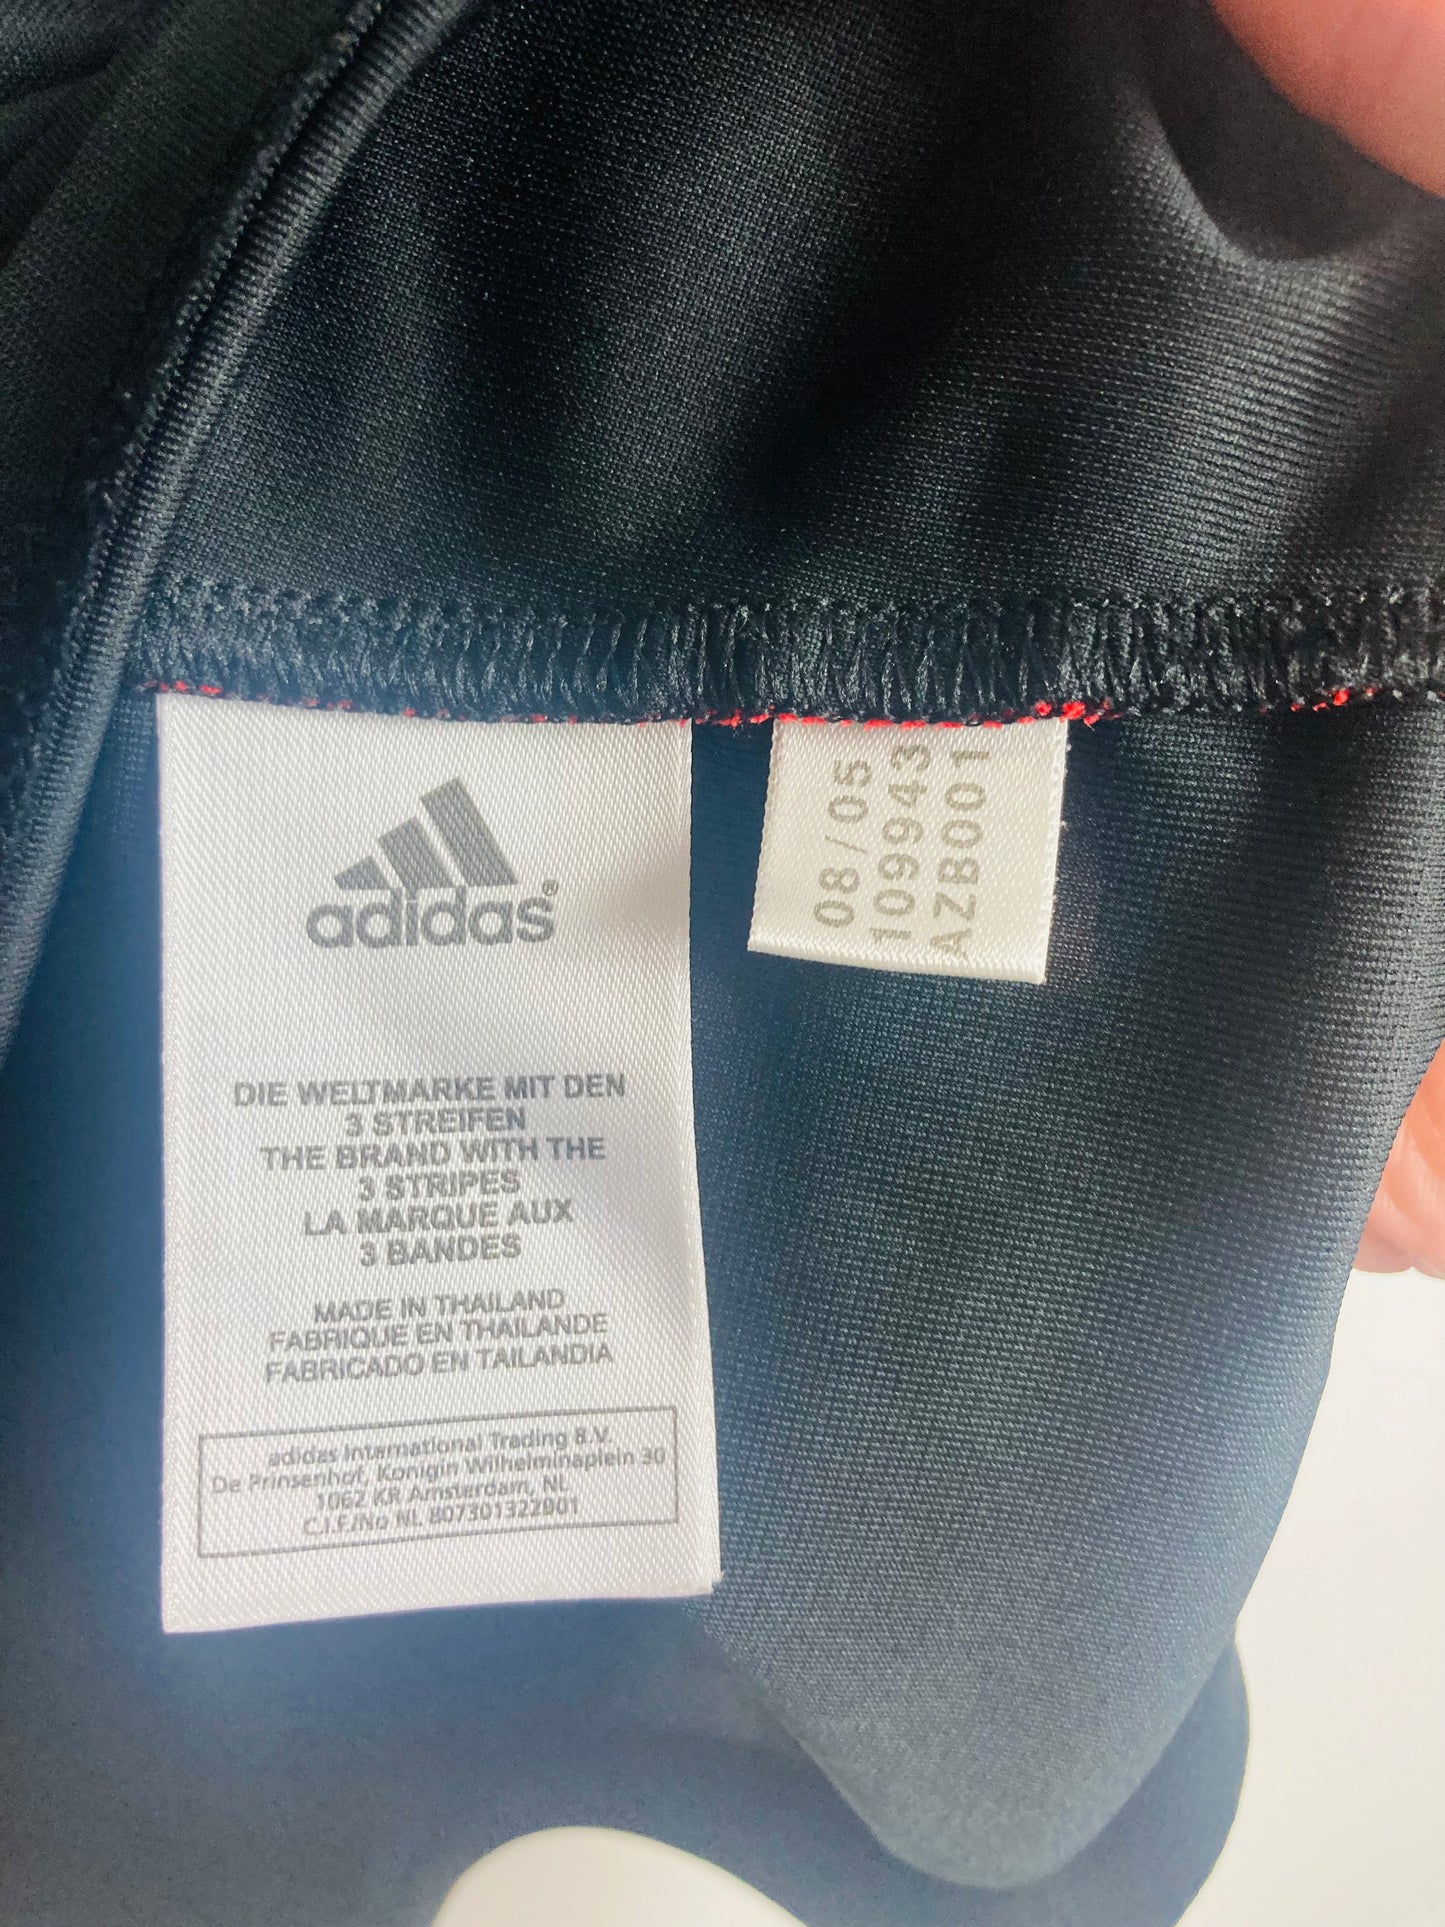 adidas®
DIE WELTMARKE MIT DEN
3 STREIFEN
THE BRAND WITH THE
3 STRIPES
LA MARQUE AUX
3 BANDES
MADE IN THAILAND
FABRIQUE EN THAILANDE
FABRICADO EN TAILANDIA
adidas International Trading B.V.
De Prinsenhof, Konigin Wilhelminaplein 30
1062 KR Amsterdam, NL
C.I.F./No NL 807301322B01
08/05
109943
AZB001